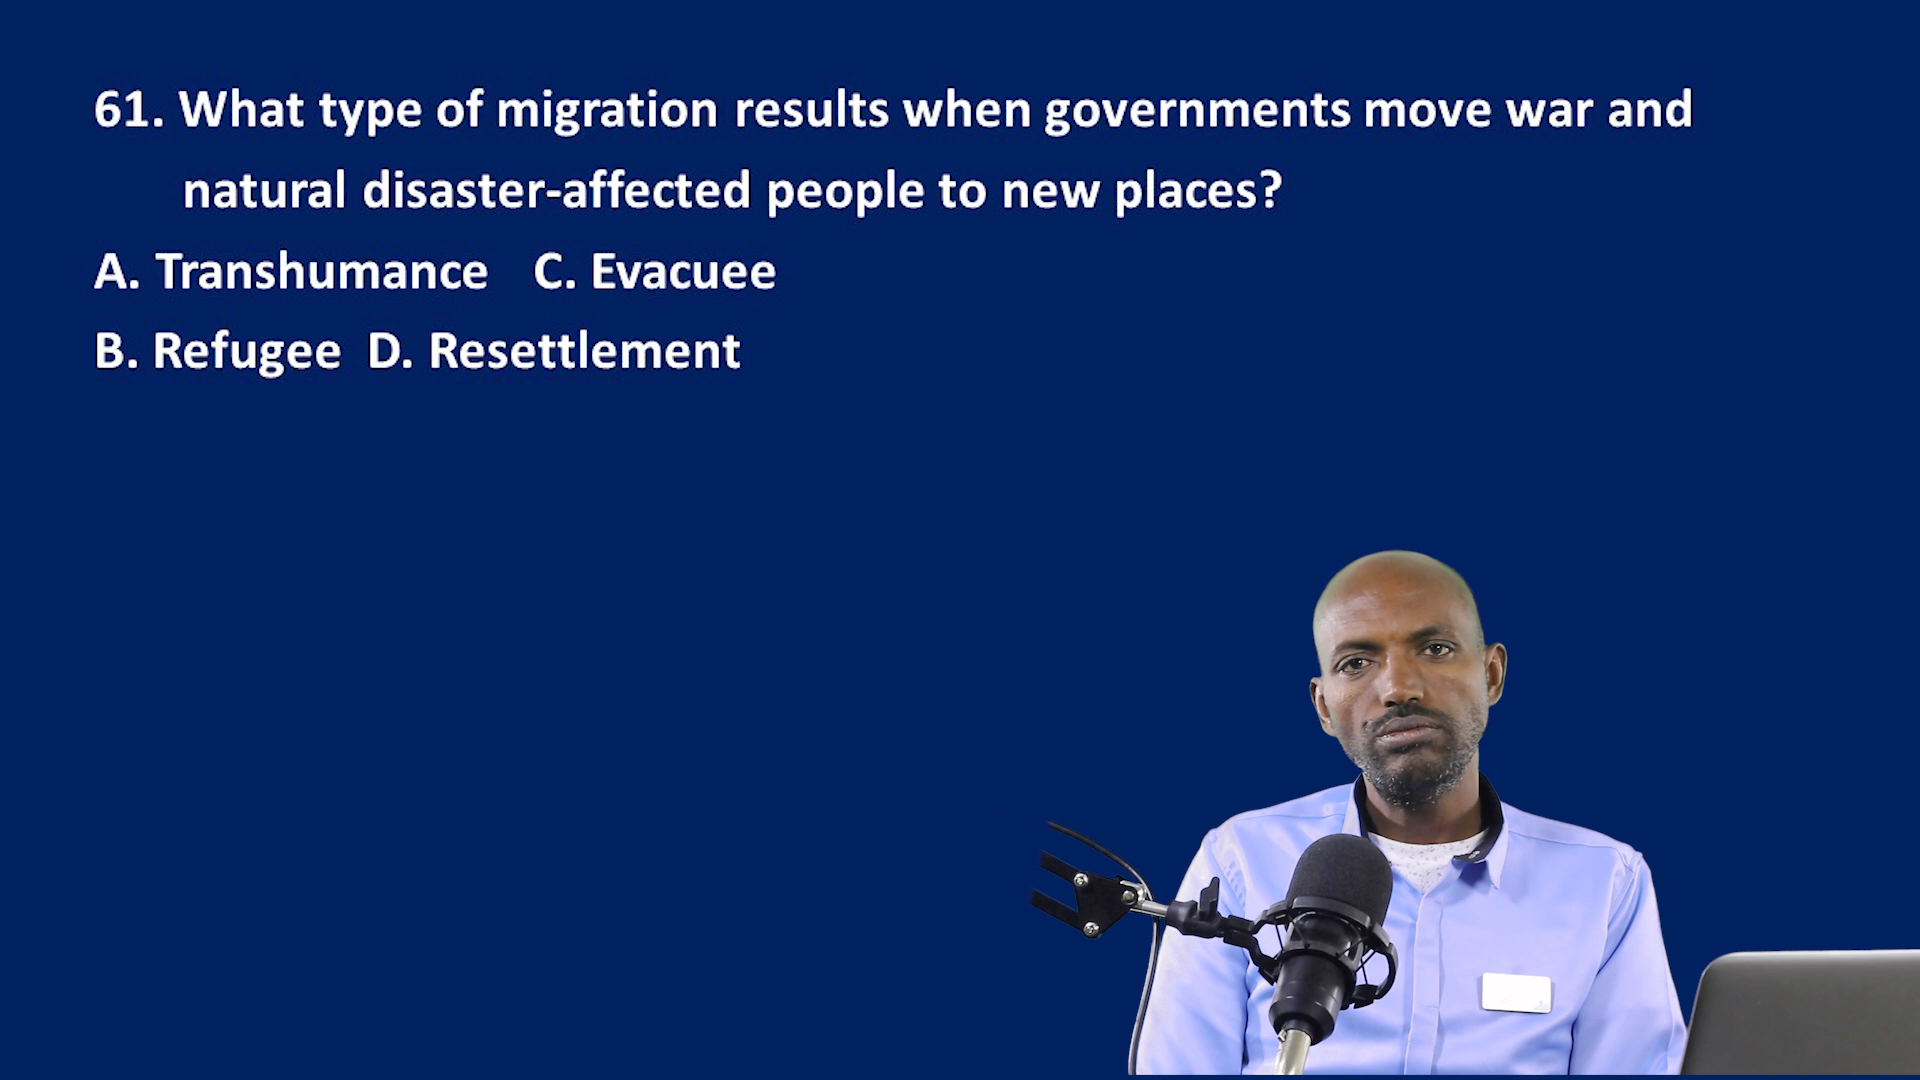 61. What type of migration results when governments move war and
natural disaster-affected people to new places?
A. Transhumance C. Evacuee
B. Refugee D. Resettlement